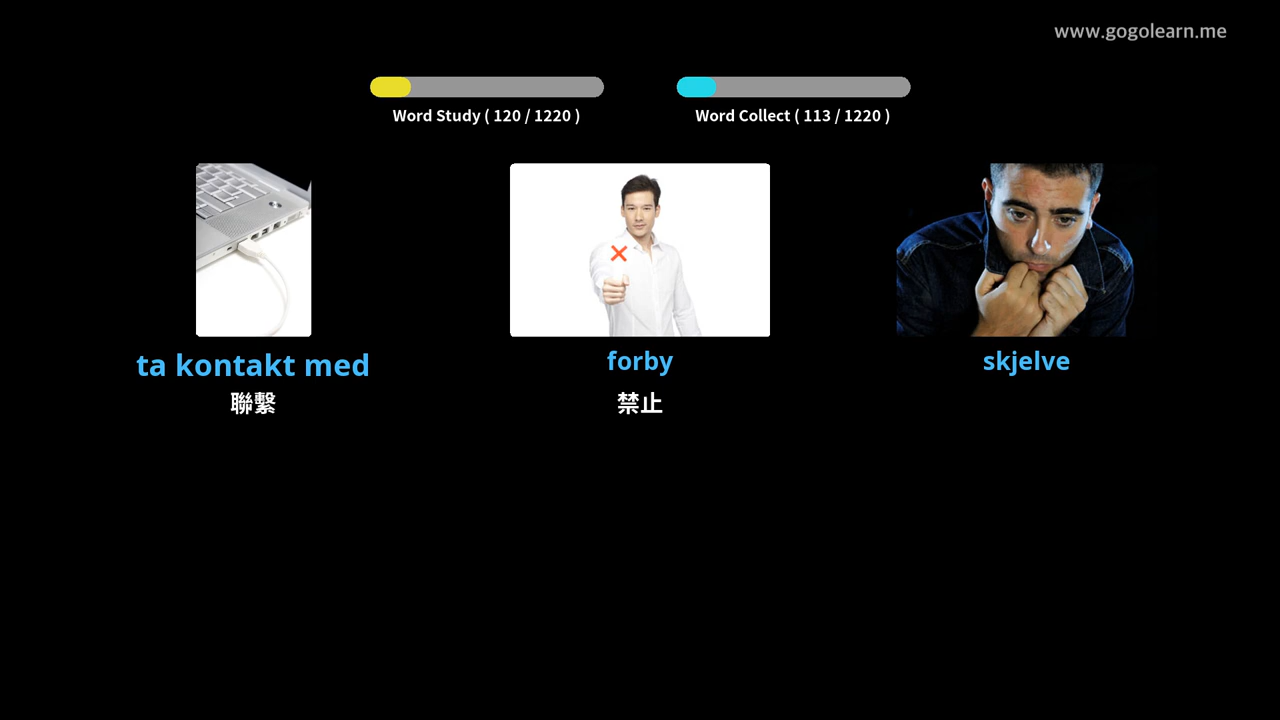 www.gogolearn.me
Word Study ( 120 / 1220 )
Word Collect ( 113 / 1220 )
ta kontakt med
聯繫
forby
禁止
skjelve